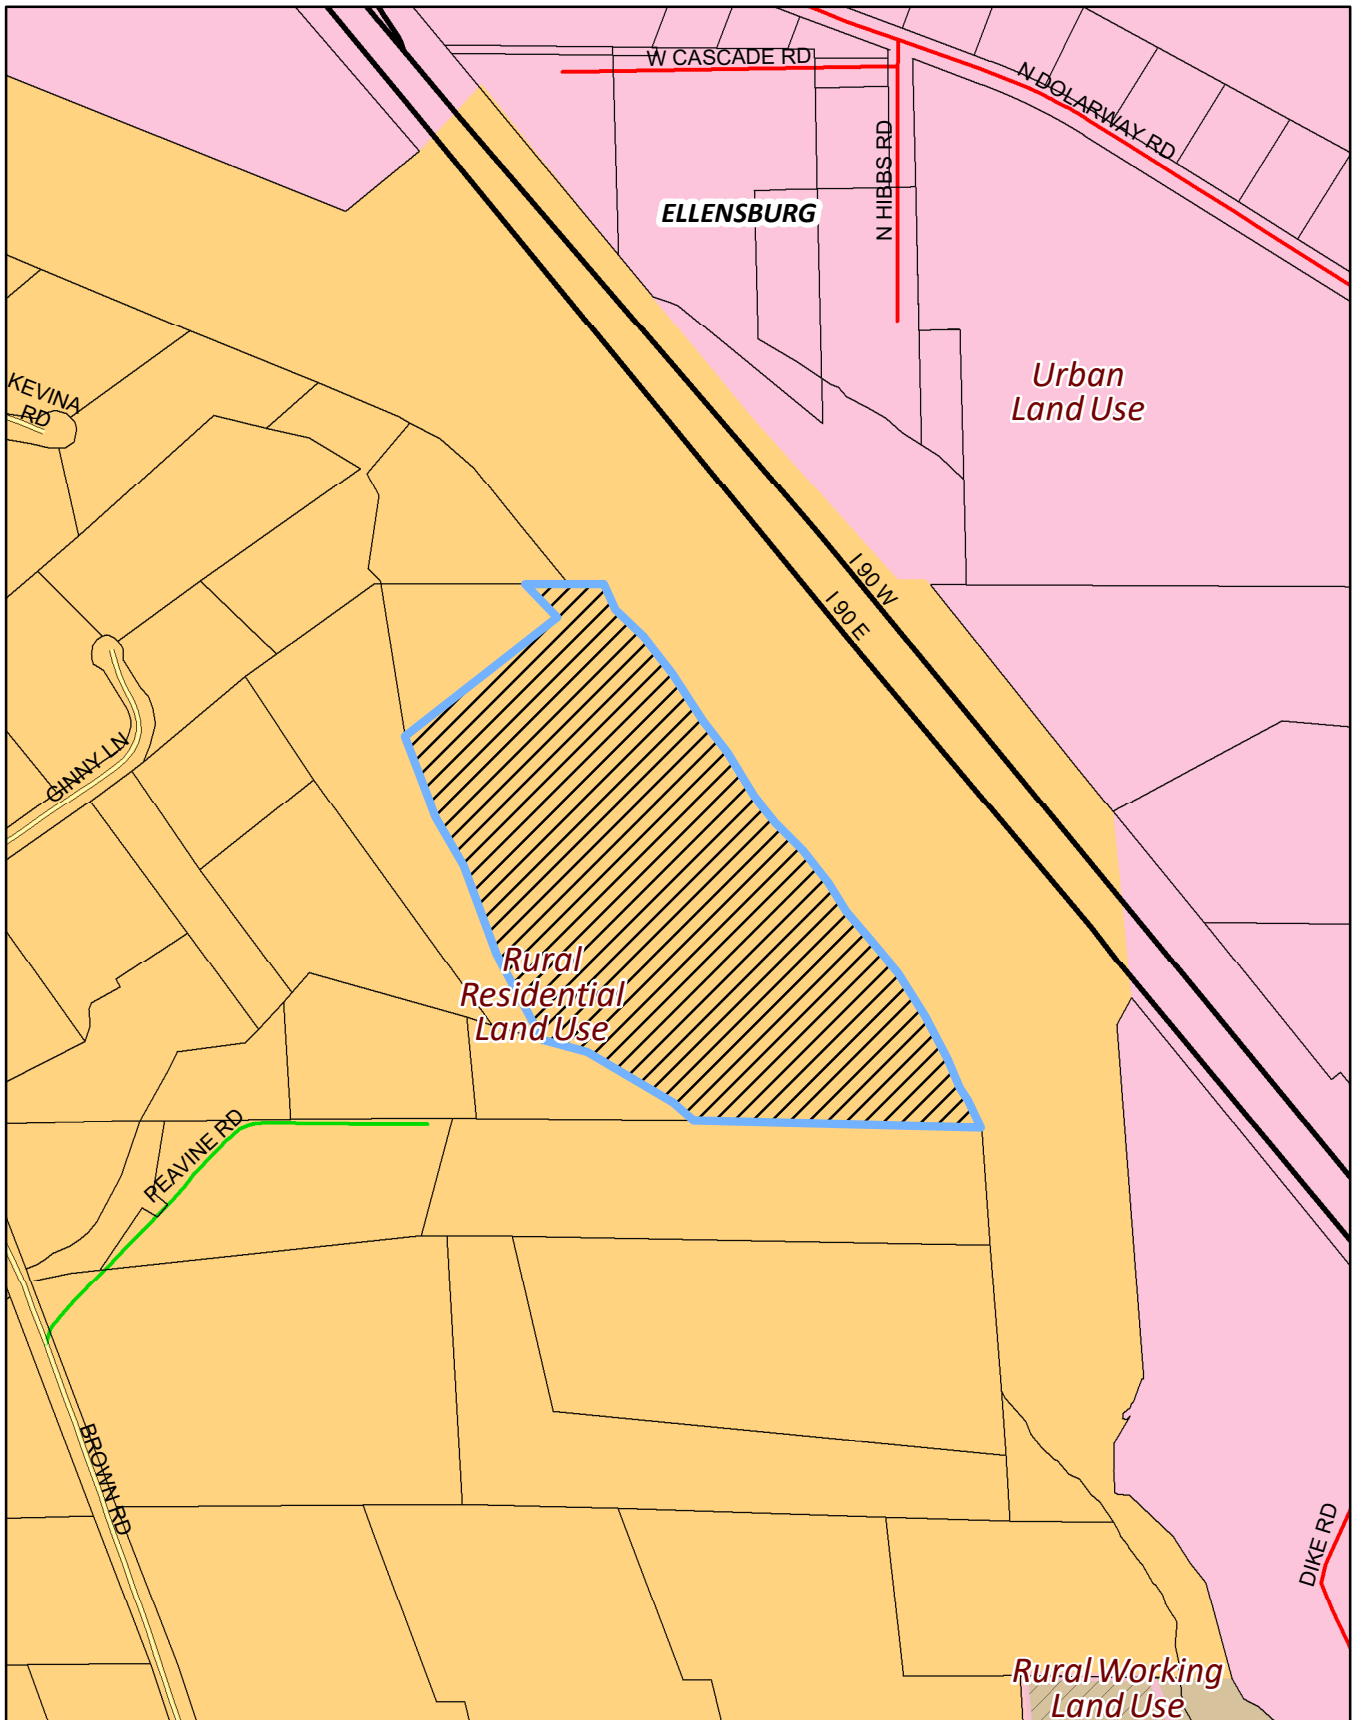 W CASCADE RD
N DOLARWAY RD
N HIBBS RD
ELLENSBURG
Urban
Land Use
KEVINA
RD
I 90 W
I 90 E
GINNY LN
Rural
Residential
Land Use
PEAVINE RD
BROWN RD
DIKE RD
Rural Working
Land Use